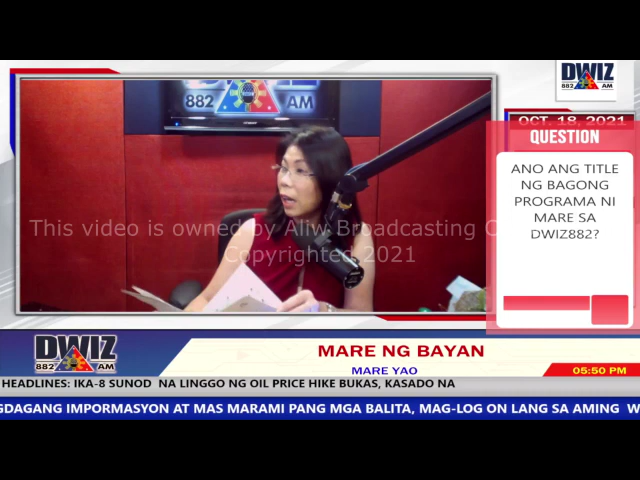 DWIZ
882 AM
882 AM
OCT. 18, 2021
QUESTION
ANO ANG TITLE
NG BAGONG
PROGRAMA NI
MARE SA
DWIZ882?
This video is owned by Aliw Broadcasting C
Copyrighted 2021
DWIZ
882 AM
MARE NG BAYAN
MARE YAO
05:50 PM
HEADLINES: IKA-8 SUNOD NA LINGGO NG OIL PRICE HIKE BUKAS, KASADO NA
GDAGANG IMPORMASYON AT MAS MARAMI PANG MGA BALITA, MAG-LOG ON LANG SA AMING W